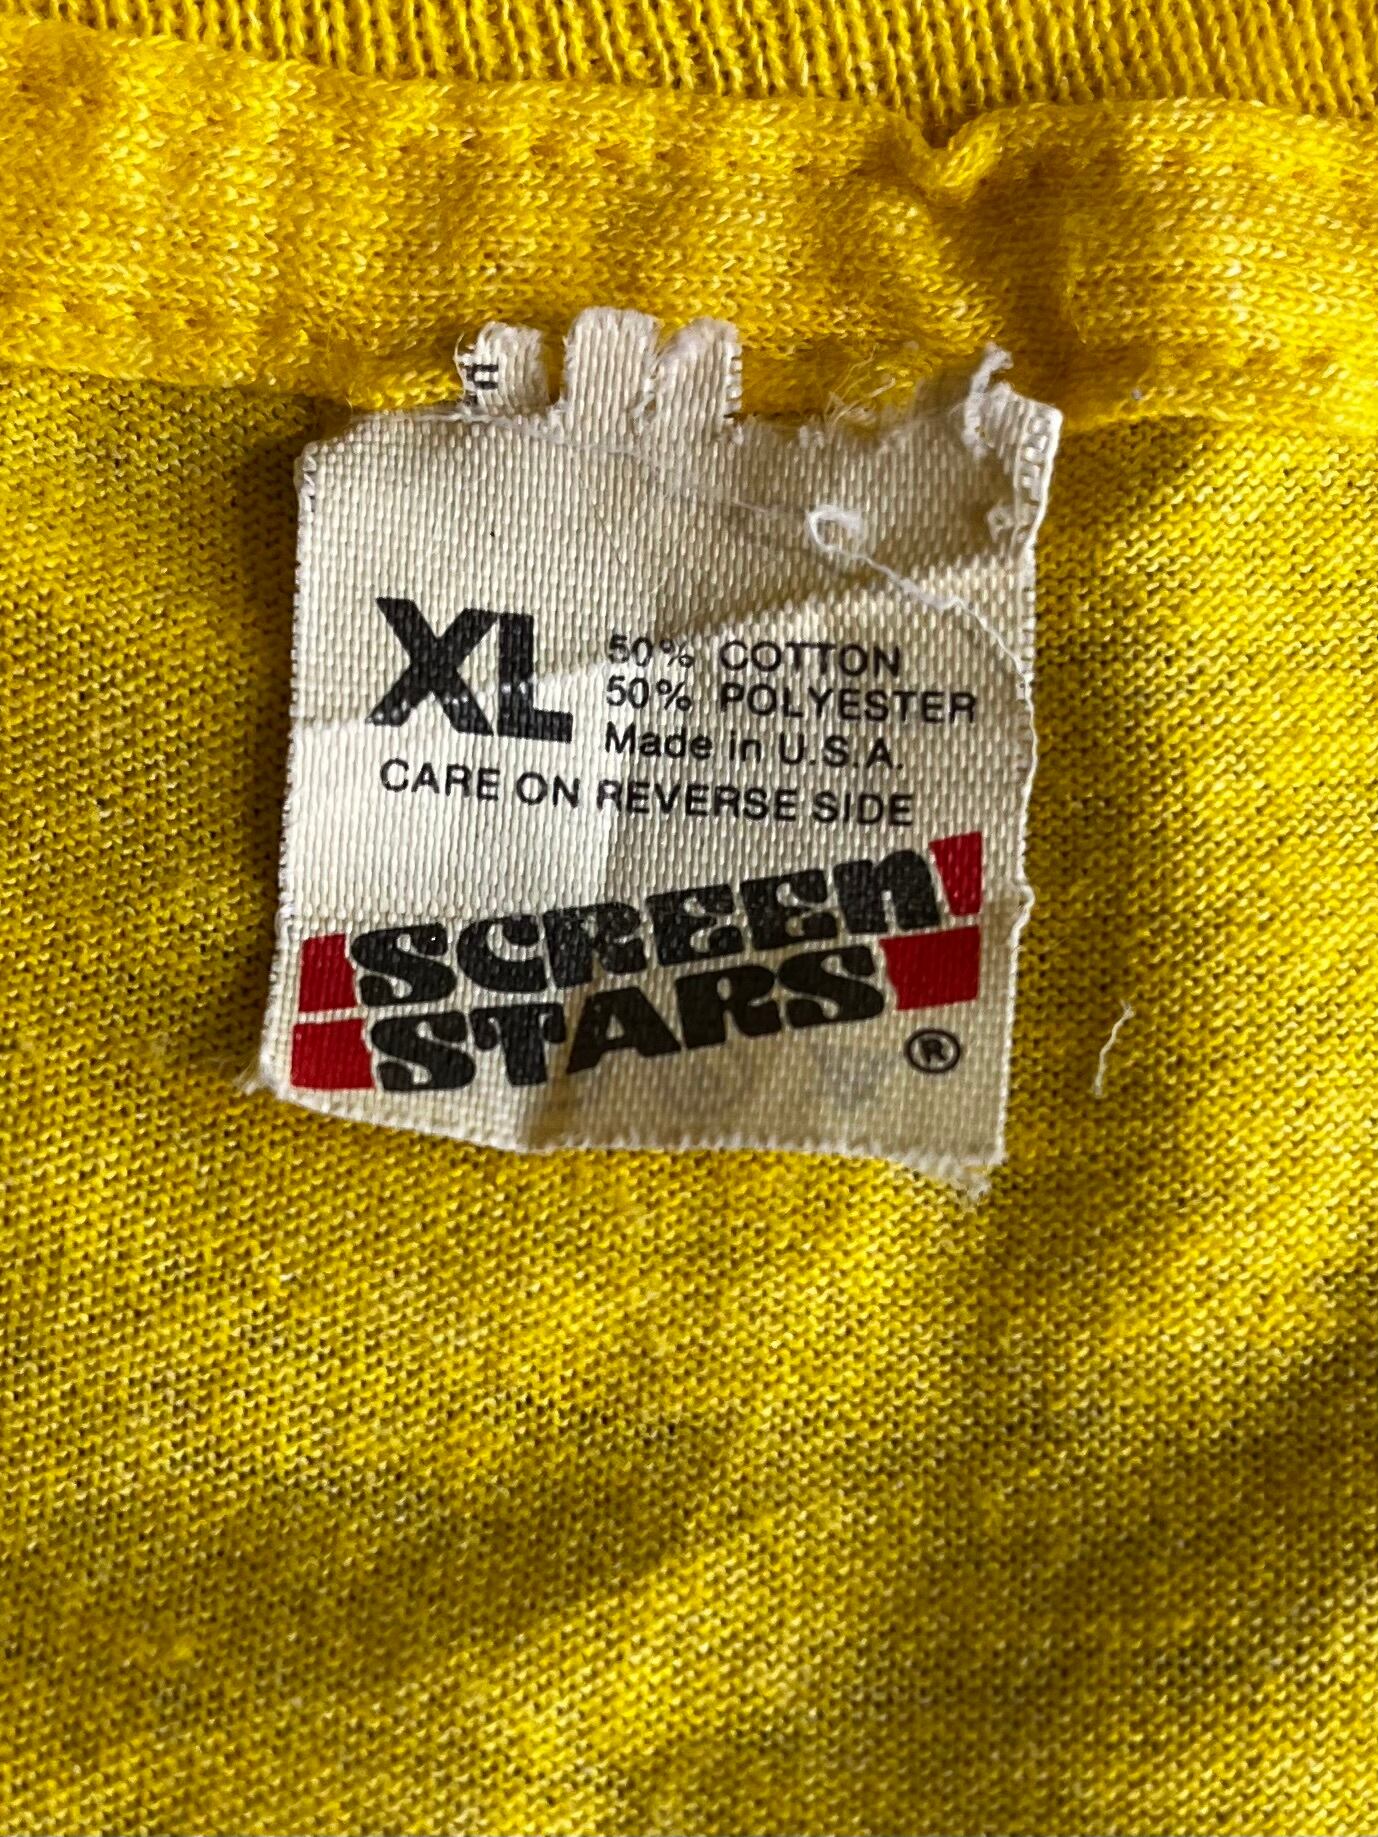 XL
50% COTTON
50% POLYESTER
Made in U.S.A.
CARE ON REVERSE SIDE
SCREEn
STARS
®